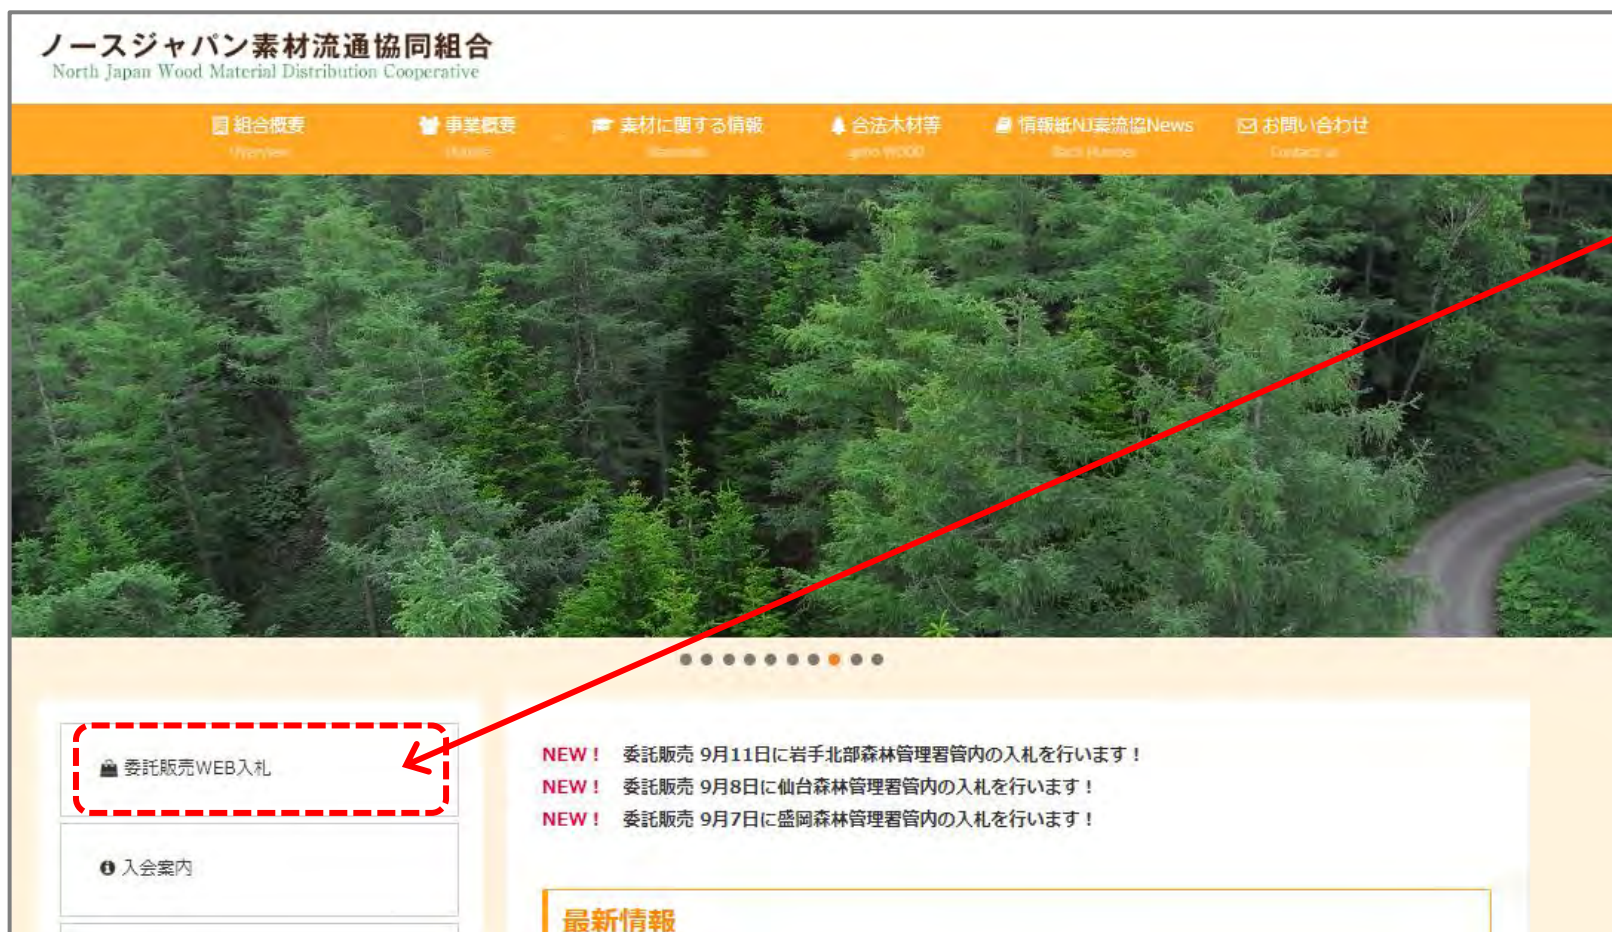 ノースジャパン素材流通協同組合
North Japan Wood Material Distribution Cooperative
組合概要 事業概要 素材に関する情報 合法木材等 情報紙NJ素流協News お問い合わせ
Overview goho WOOD Back Number Contact us
委託販売WEB入札
入会案内
NEW! 委託販売 9月11日に岩手北部森林管理署管内の入札を行います!
NEW! 委託販売 9月8日に仙台森林管理署管内の入札を行います!
NEW! 委託販売 9月7日に盛岡森林管理署管内の入札を行います!
最新情報